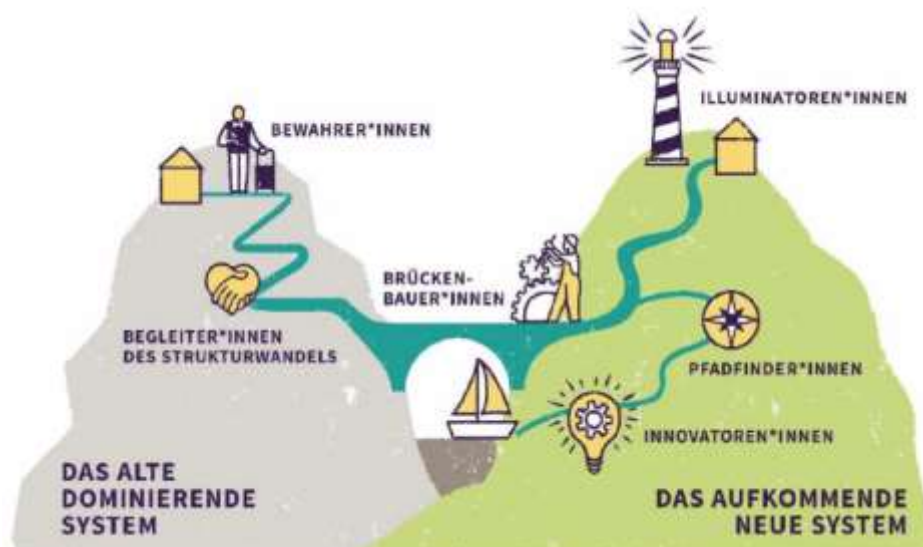 ILLUMINATOREN*INNEN
BEWAHRER*INNEN
BRÜCKEN-
BAUER*INNEN
BEGLEITER*INNEN
DES STRUKTURWANDELS
PFADFINDER*INNEN
INNOVATOREN*INNEN
DAS ALTE
DOMINIERENDE
SYSTEM
DAS AUFKOMMENDE
NEUE SYSTEM